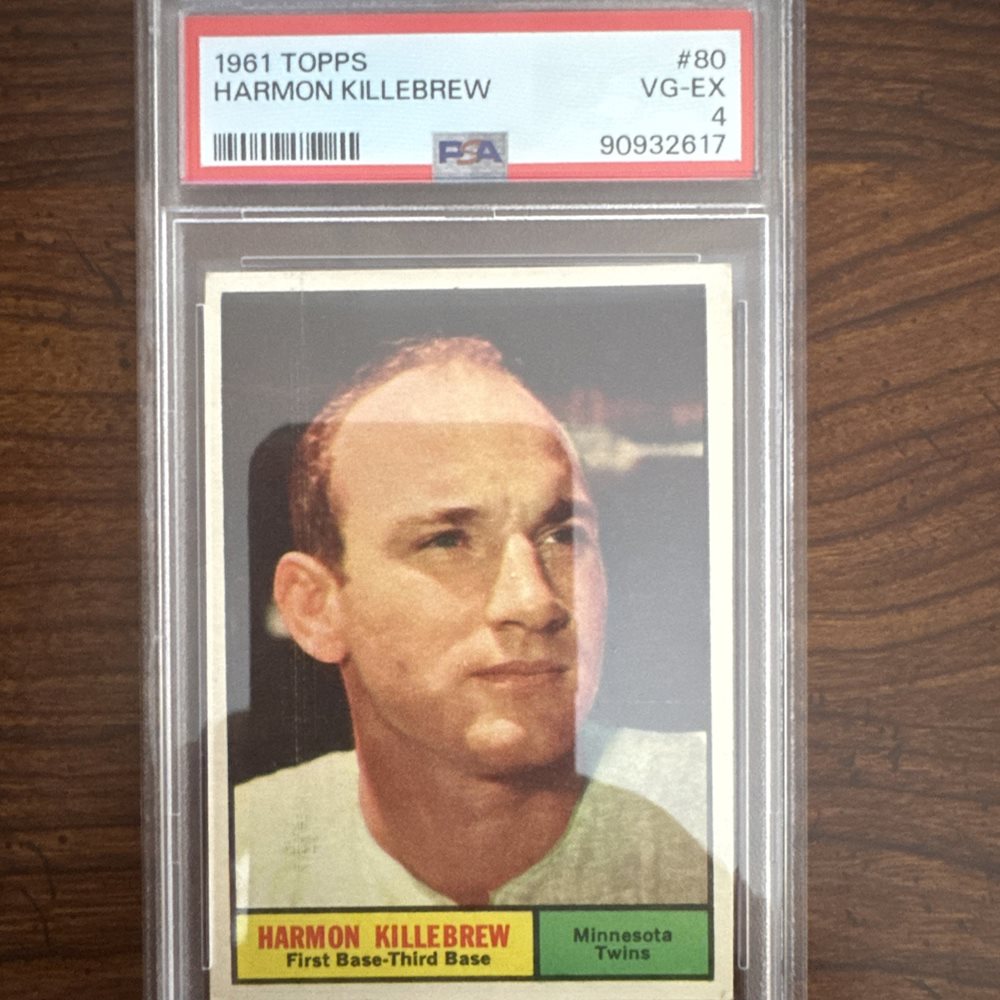 1961 TOPPS #80
HARMON KILLEBREW VG-EX
4
PSA 90932617
HARMON KILLEBREW
First Base-Third Base
Minnesota
Twins